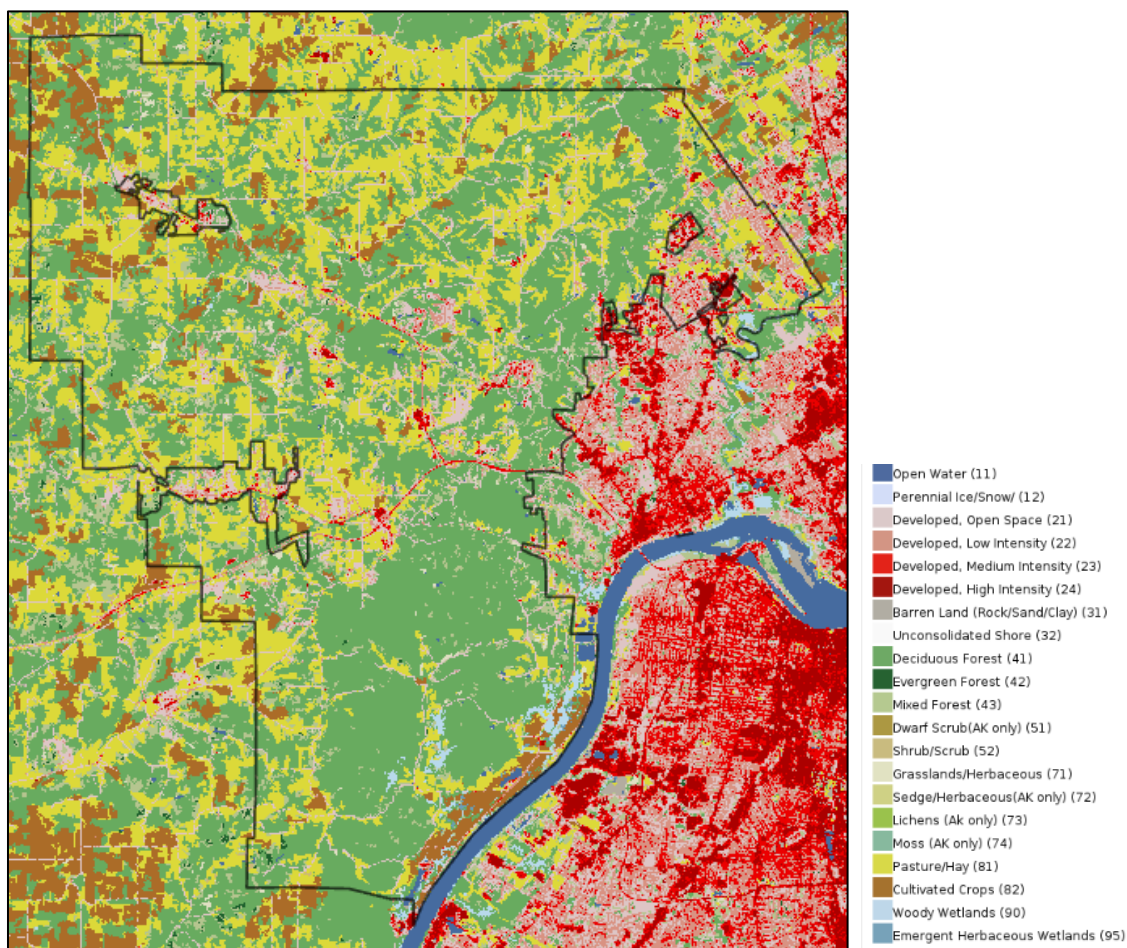 Open Water (11)
Perennial Ice/Snow/ (12)
Developed, Open Space (21)
Developed, Low Intensity (22)
Developed, Medium Intensity (23)
Developed, High Intensity (24)
Barren Land (Rock/Sand/Clay) (31)
Unconsolidated Shore (32)
Deciduous Forest (41)
Evergreen Forest (42)
Mixed Forest (43)
Dwarf Scrub(AK only) (51)
Shrub/Scrub (52)
Grasslands/Herbaceous (71)
Sedge/Herbaceous(AK only) (72)
Lichens (Ak only) (73)
Moss (AK only) (74)
Pasture/Hay (81)
Cultivated Crops (82)
Woody Wetlands (90)
Emergent Herbaceous Wetlands (95)